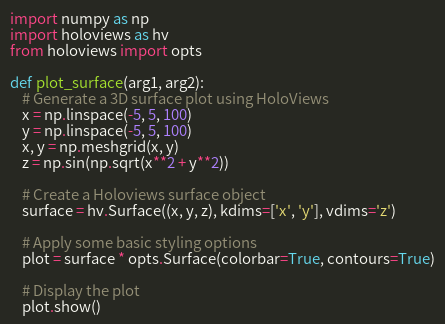 import numpy as np
import holoviews as hv
from holoviews import opts

def plot_surface(arg1, arg2):
    # Generate a 3D surface plot using HoloViews
    x = np.linspace(-5, 5, 100)
    y = np.linspace(-5, 5, 100)
    x, y = np.meshgrid(x, y)
    z = np.sin(np.sqrt(x**2 + y**2))

    # Create a Holoviews surface object
    surface = hv.Surface((x, y, z), kdims=['x', 'y'], vdims='z')

    # Apply some basic styling options
    plot = surface * opts.Surface(colorbar=True, contours=True)

    # Display the plot
    plot.show()